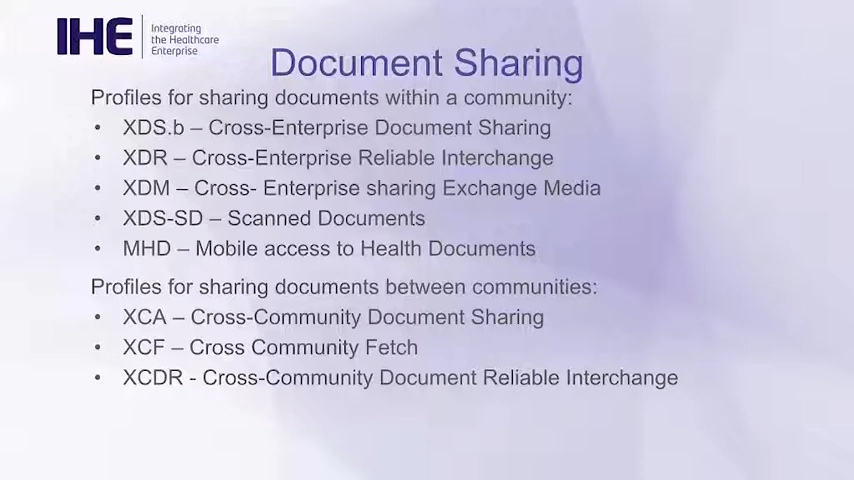 IHE
Integrating
the Healthcare
Enterprise
Document Sharing
Profiles for sharing documents within a community:
• XDS.b – Cross-Enterprise Document Sharing
• XDR – Cross-Enterprise Reliable Interchange
• XDM – Cross- Enterprise sharing Exchange Media
• XDS-SD – Scanned Documents
• MHD – Mobile access to Health Documents
Profiles for sharing documents between communities:
• XCA – Cross-Community Document Sharing
• XCF – Cross Community Fetch
• XCDR - Cross-Community Document Reliable Interchange